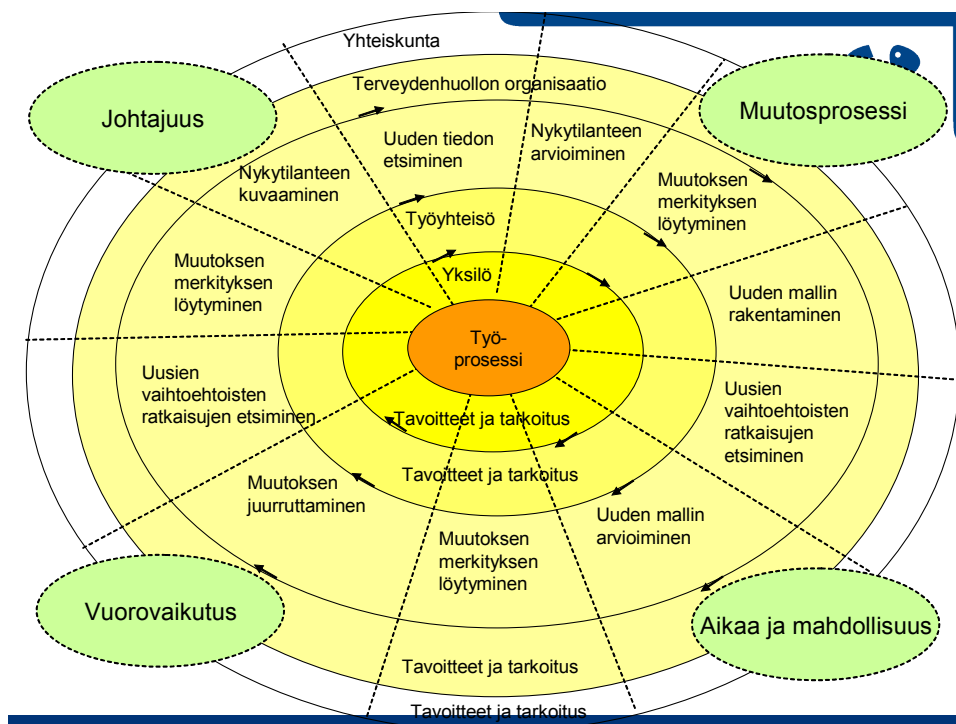 Yhteiskunta
Terveydenhuollon organisaatio
Johtajuus
Muutosprosessi
Uuden tiedon
etsiminen
Nykytilanteen
arvioiminen
Nykytilanteen
kuvaaminen
Muutoksen
merkityksen
löytyminen
Työyhteisö
Yksilö
Muutoksen
merkityksen
löytyminen
Uuden mallin
rakentaminen
Työ-
prosessi
Uusien
vaihtoehtoisten
ratkaisujen etsiminen
Uusien
vaihtoehtoisten
ratkaisujen
etsiminen
Tavoitteet ja tarkoitus
Tavoitteet ja tarkoitus
Muutoksen
juurruttaminen
Uuden mallin
arvioiminen
Muutoksen
merkityksen
löytyminen
Vuorovaikutus
Aikaa ja mahdollisuus
Tavoitteet ja tarkoitus
Tavoitteet ja tarkoitus